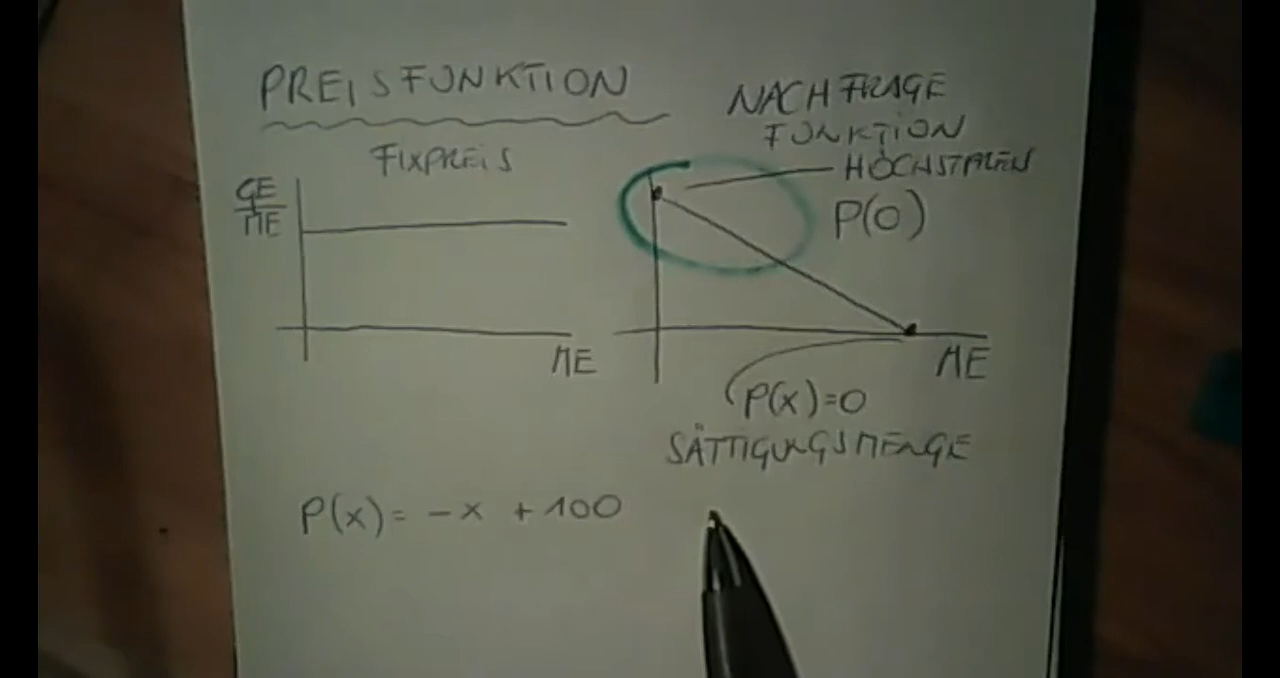 PREISFUNKTION
FIXPREIS
GE
ME
ME
NACHFRAGE
FUNKTION
HÖCHSTPREIS
P(0)
ME
P(x)=0
SÄTTIGUNGSMENGE
P(x) = -x + 100